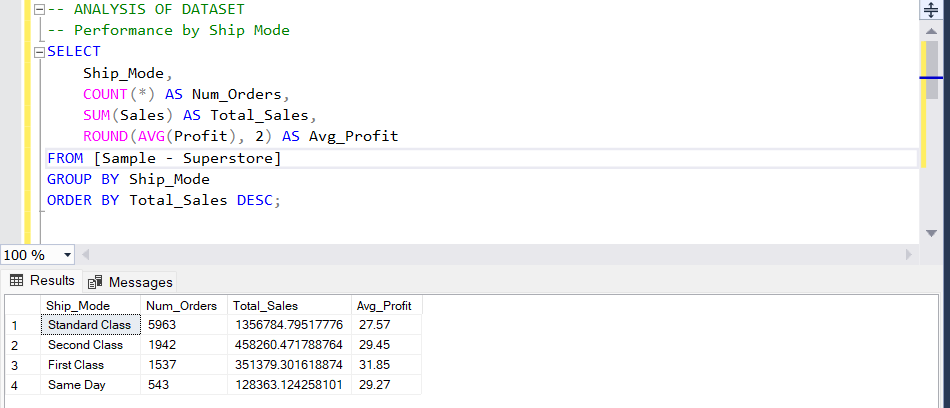 -- ANALYSIS OF DATASET
-- Performance by Ship Mode
SELECT
Ship_Mode,
COUNT(*) AS Num_Orders,
SUM(Sales) AS Total_Sales,
ROUND(AVG(Profit), 2) AS Avg_Profit
FROM [Sample - Superstore]
GROUP BY Ship_Mode
ORDER BY Total_Sales DESC;
100 %
Results Messages
Ship_Mode Num_Orders Total_Sales Avg_Profit
1 Standard Class 5963 1356784.79517776 27.57
2 Second Class 1942 458260.471788764 29.45
3 First Class 1537 351379.301618874 31.85
4 Same Day 543 128363.124258101 29.27